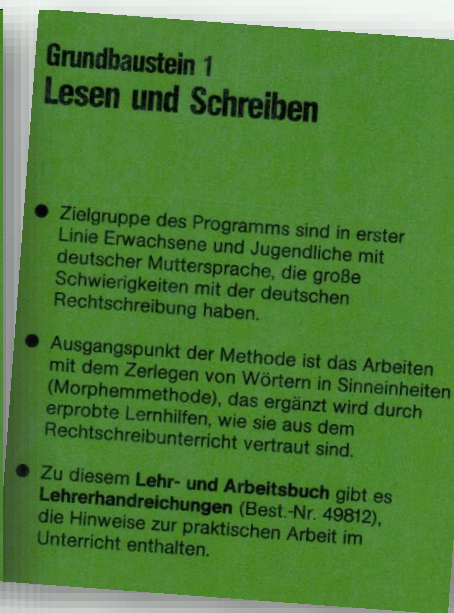 Grundbaustein 1
Lesen und Schreiben
● Zielgruppe des Programms sind in erster
Linie Erwachsene und Jugendliche mit
deutscher Muttersprache, die große
Schwierigkeiten mit der deutschen
Rechtschreibung haben.
● Ausgangspunkt der Methode ist das Arbeiten
mit dem Zerlegen von Wörtern in Sinneinheiten
(Morphemmethode), das ergänzt wird durch
erprobte Lernhilfen, wie sie aus dem
Rechtschreibunterricht vertraut sind.
● Zu diesem Lehr- und Arbeitsbuch gibt es
Lehrerhandreichungen (Best.-Nr. 49812),
die Hinweise zur praktischen Arbeit im
Unterricht enthalten.